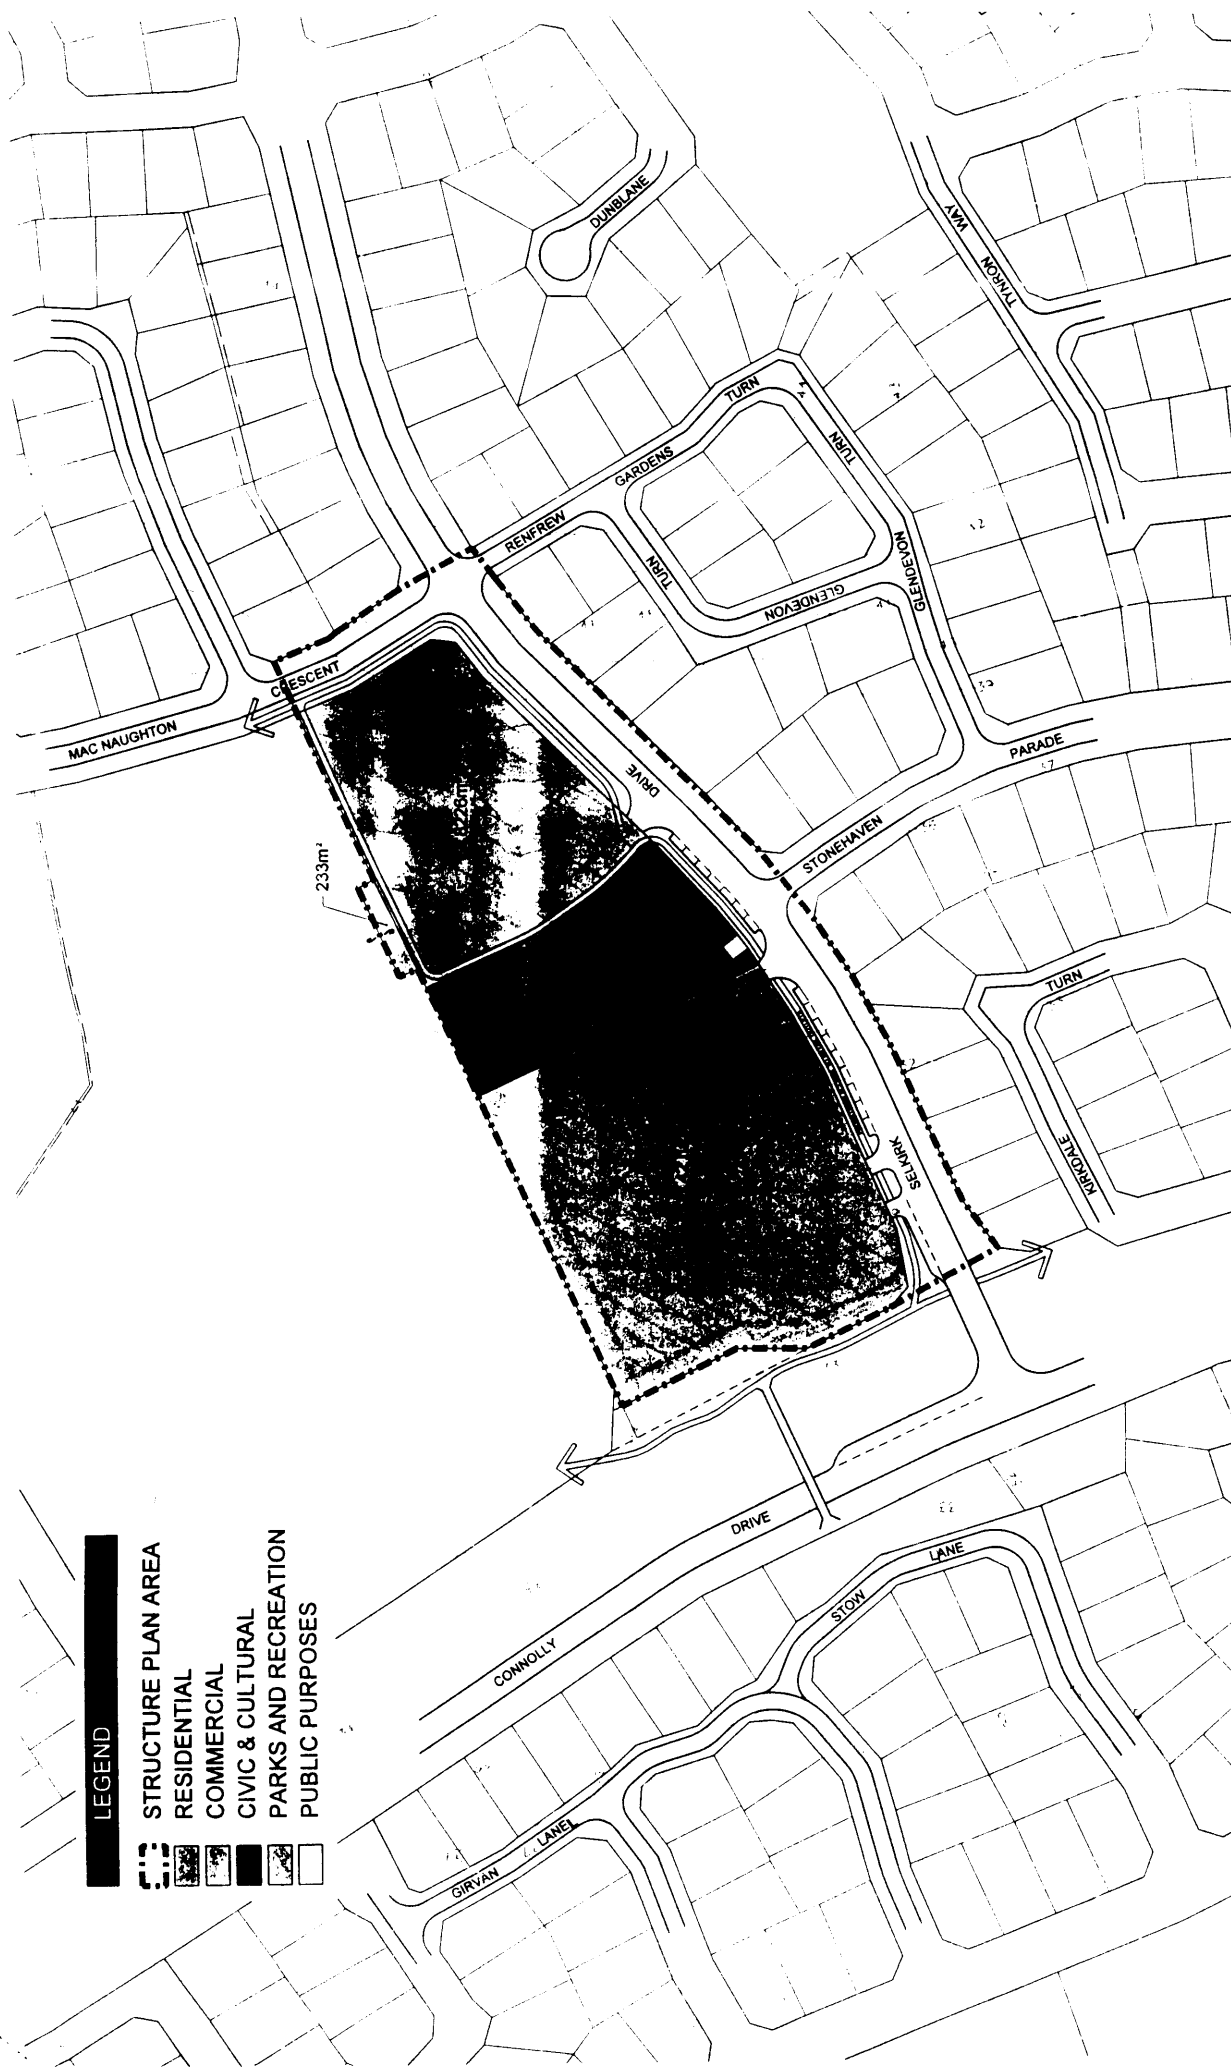 LEGEND
STRUCTURE PLAN AREA
RESIDENTIAL
COMMERCIAL
CIVIC & CULTURAL
PARKS AND RECREATION
PUBLIC PURPOSES
MAC NAUGHTON
CRESCENT
233m²
DUNBLANE
TYNRON
WAY
RENFREW
GARDENS
TURN
TURN
TURN
GLENDEVON
GLENDEVON
DRIVE
SELKIRK
STONEHAVEN
PARADE
KIRKDALE
TURN
CONNOLLY
DRIVE
STOW
LANE
GIRVAN
LANE